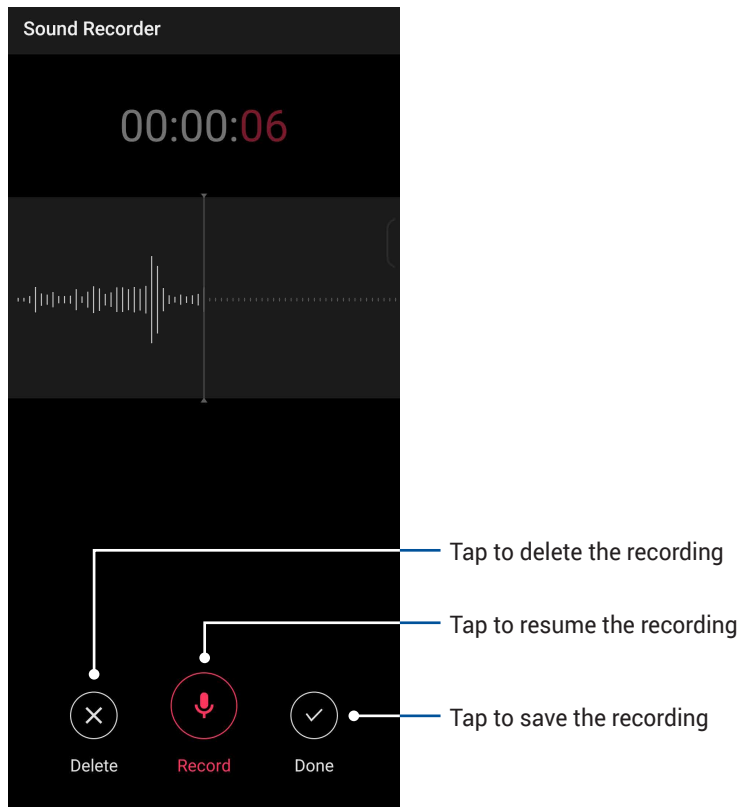 Sound Recorder
00:00:06
Tap to delete the recording
Tap to resume the recording
Tap to save the recording
Delete
Record
Done